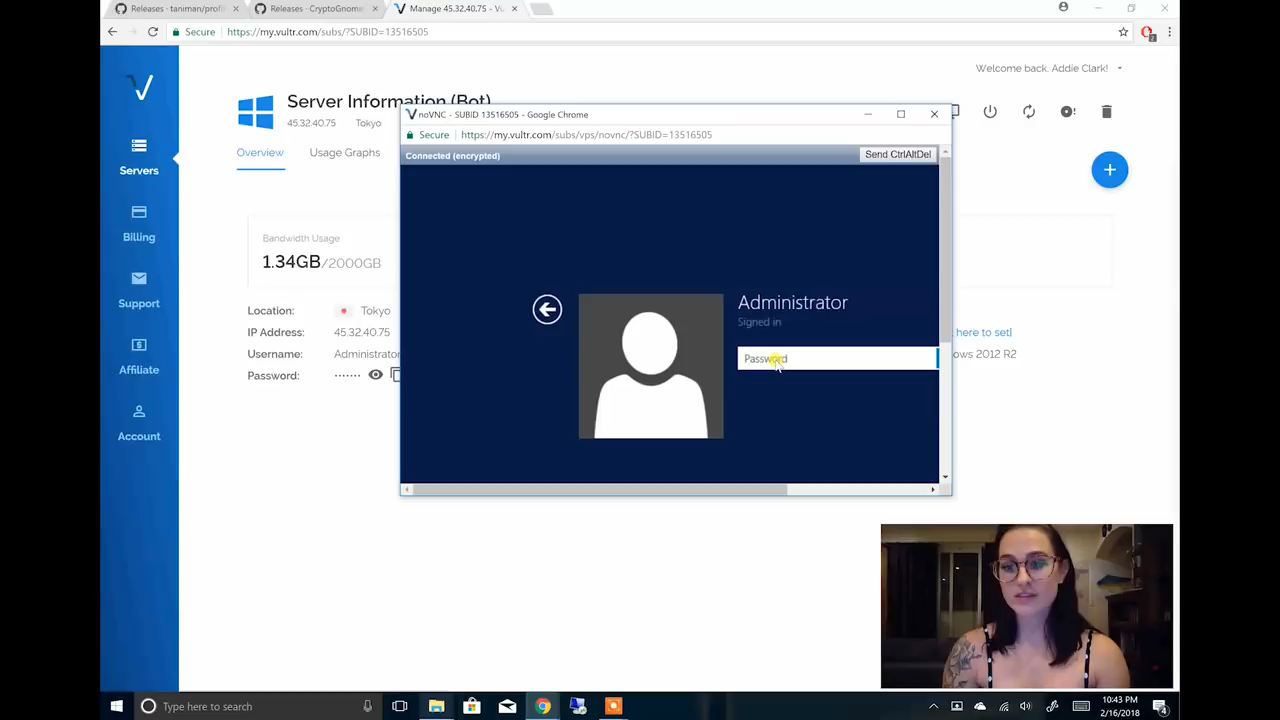 Releases · taniman/profi
Releases · CryptoGnome
Manage 45.32.40.75 - Vu
Secure
https://my.vultr.com/subs/?SUBID=13516505
Welcome back, Addie Clark!
Server Information (Bot)
45.32.40.75
Tokyo
Overview
Usage Graphs
Servers
Billing
Support
Affiliate
Account
Bandwidth Usage
1.34GB/2000GB
Location:
Tokyo
IP Address:
45.32.40.75
Username:
Administrator
Password:
.......
here to set]
ows 2012 R2
noVNC - SUBID 13516505 - Google Chrome
Secure
https://my.vultr.com/subs/vps/novnc/?SUBID=13516505
Connected (encrypted)
Send CtrlAltDel
Administrator
Signed in
Password
Type here to search
10:43 PM
2/16/2018
4